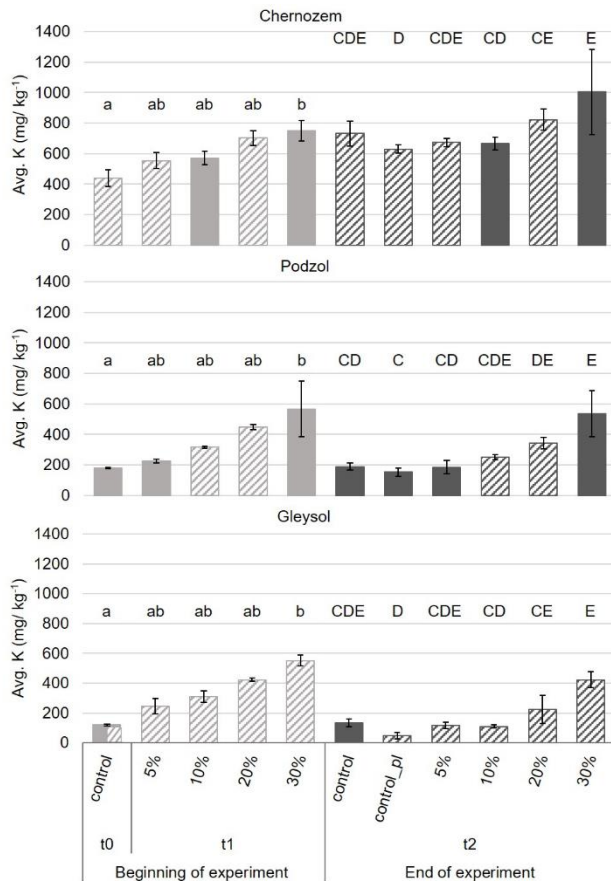 Chernozem
1400
1200
1000
800
600
400
200
0
Avg. K (mg/ kg⁻¹)
a ab ab ab b CDE D CDE CD CE E
Podzol
1400
1200
1000
800
600
400
200
0
Avg. K (mg/ kg⁻¹)
a ab ab ab b CD C CD CDE DE E
Gleysol
1400
1200
1000
800
600
400
200
0
Avg. K (mg/ kg⁻¹)
a ab ab ab b CDE D CDE CD CE E
control 5% 10% 20% 30% control control_pl 5% 10% 20% 30%
t0 t1 t2
Beginning of experiment End of experiment